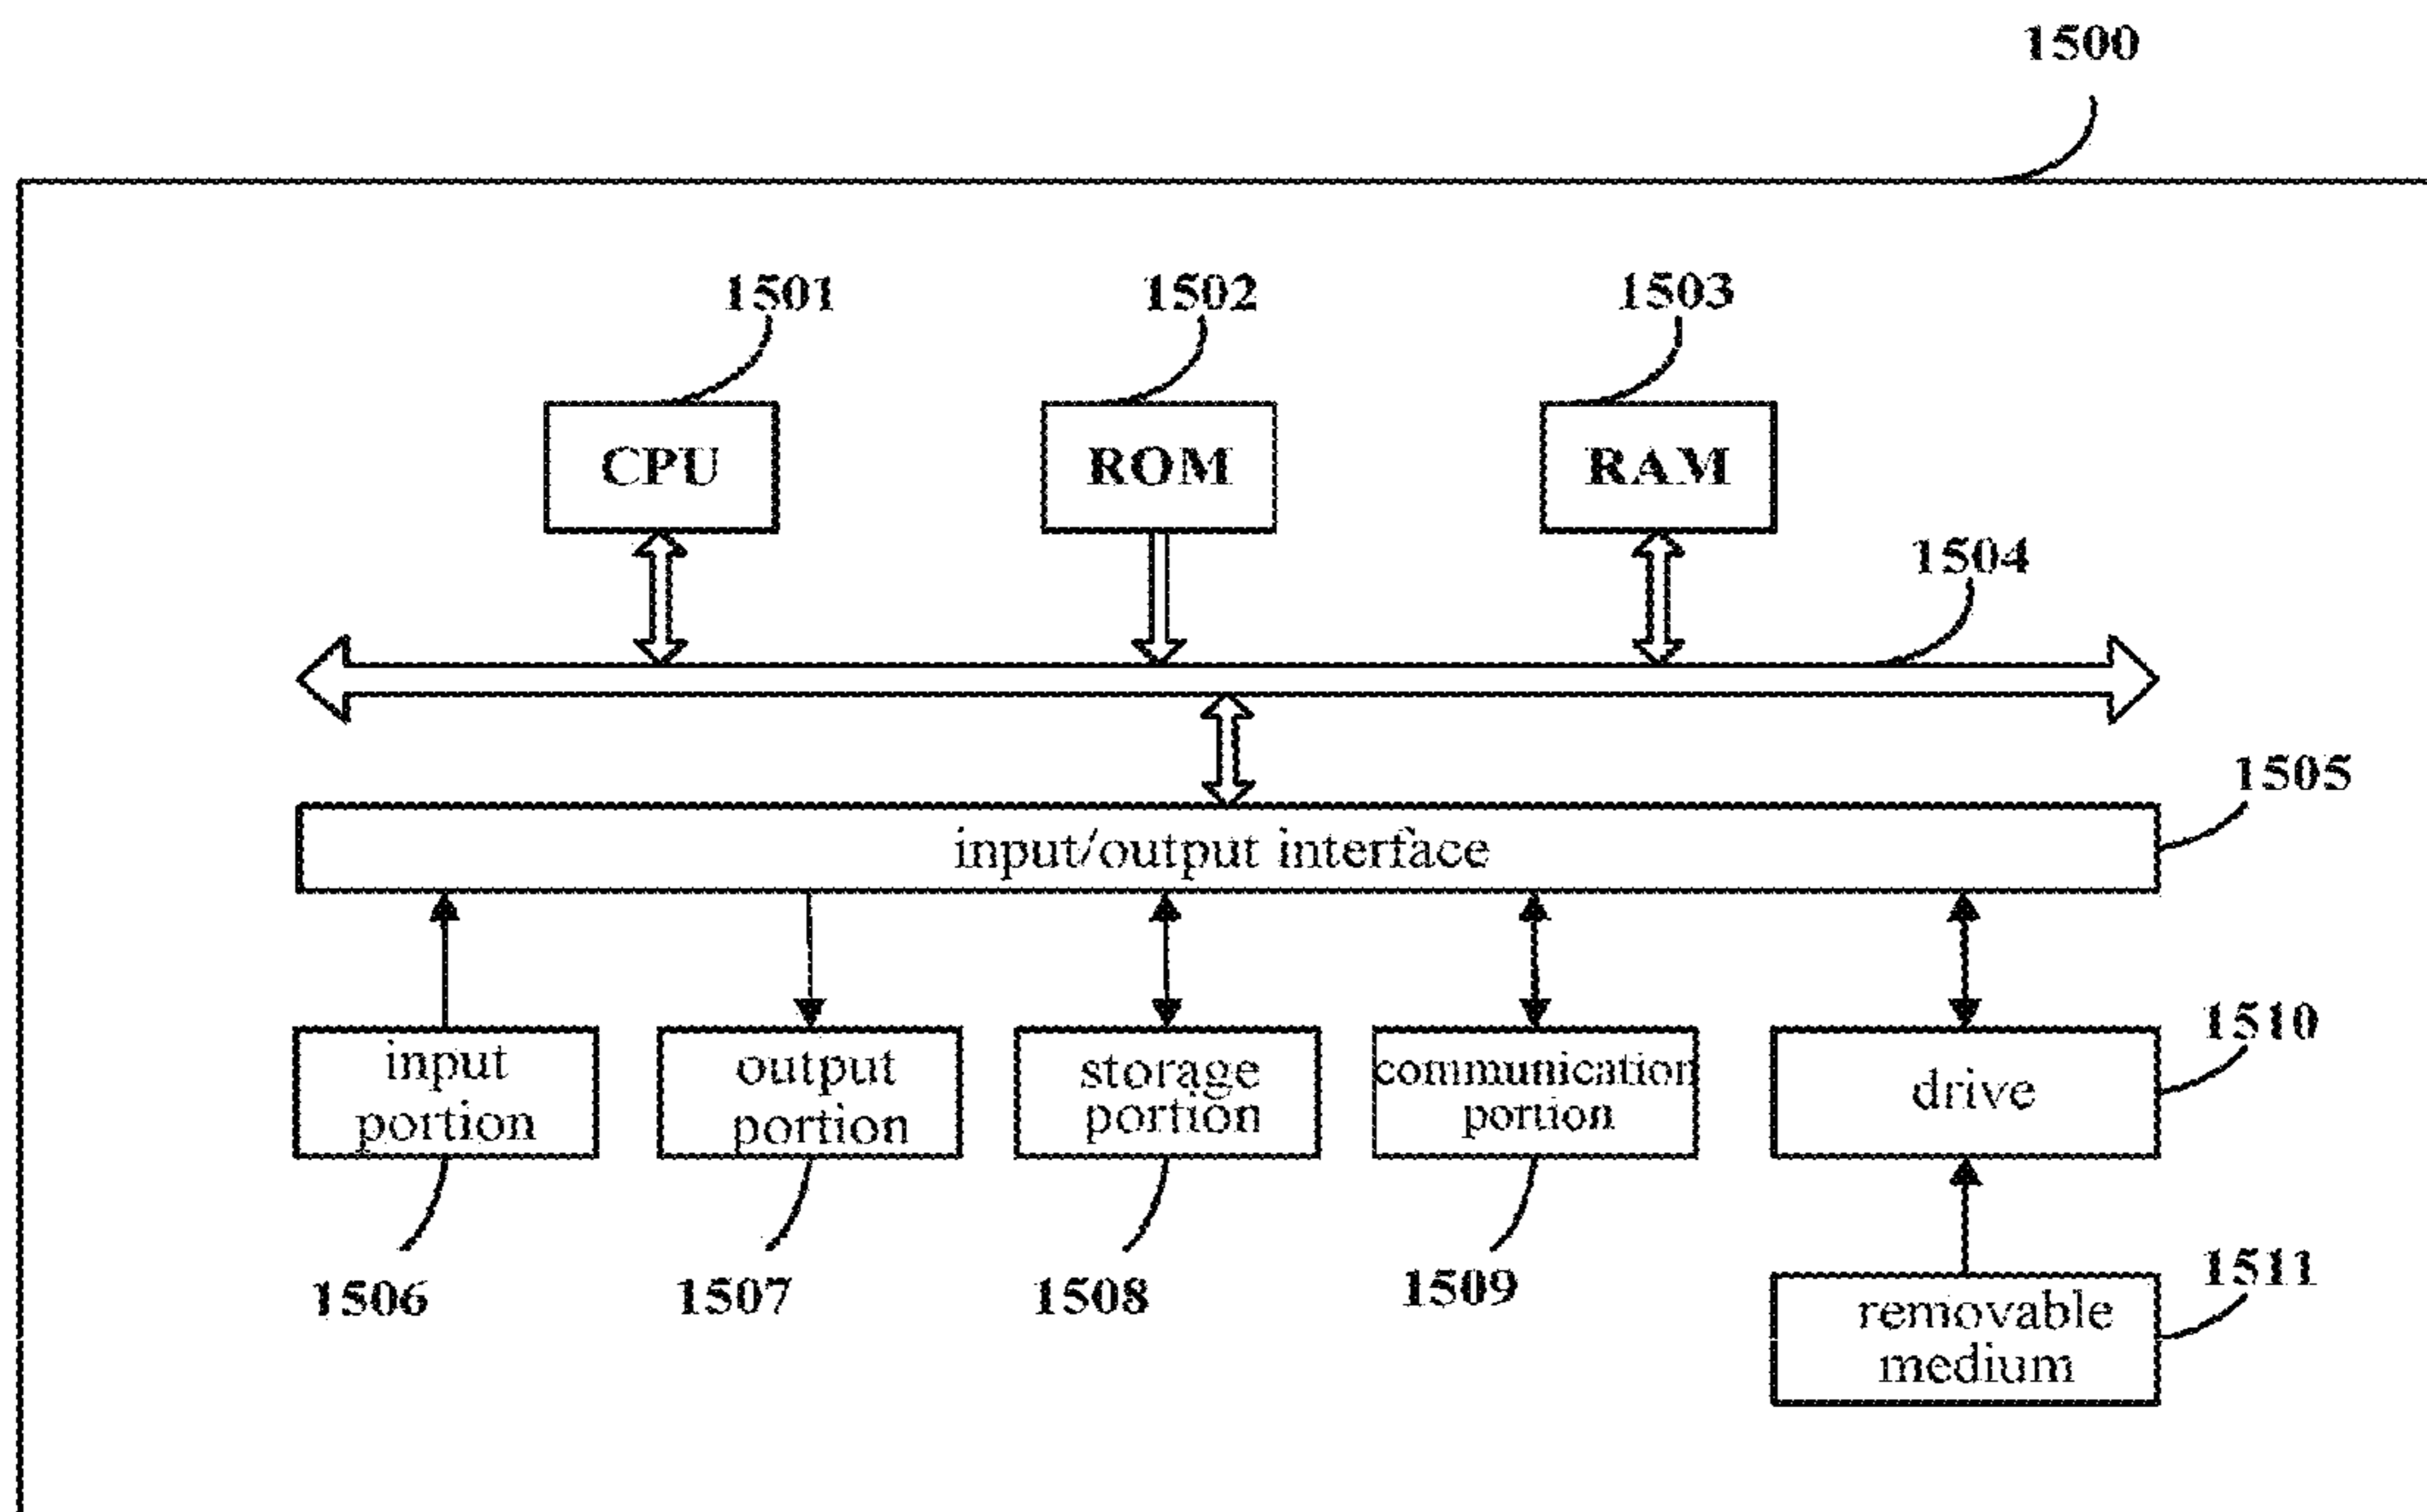 1500
1501
1502
1503
CPU
ROM
RAM
1504
1505
input/output interface
input
portion
output
portion
storage
portion
communication
portion
drive
1510
1506
1507
1508
1509
1511
removable
medium